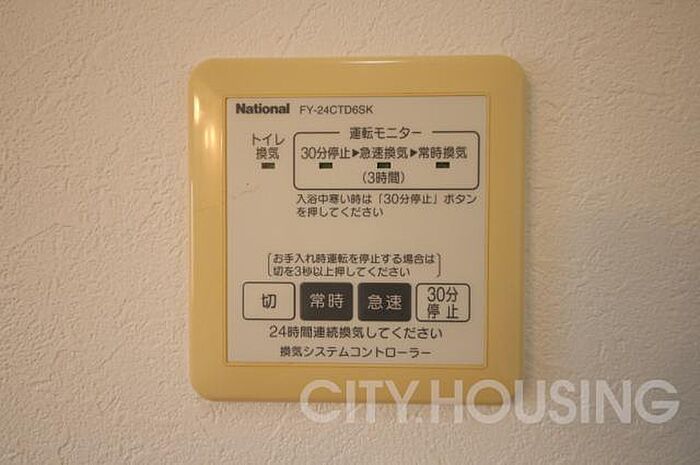 National FY-24CTD6SK
運転モニター
トイレ
換気
30分停止▶急速換気▶常時換気
(3時間)
入浴中寒い時は「30分停止」ボタン
を押してください
お手入れ時運転を停止する場合は
切を3秒以上押してください
切 常時 急速 30分
停止
24時間連続換気してください
換気システムコントローラー
CITY.HOUSING